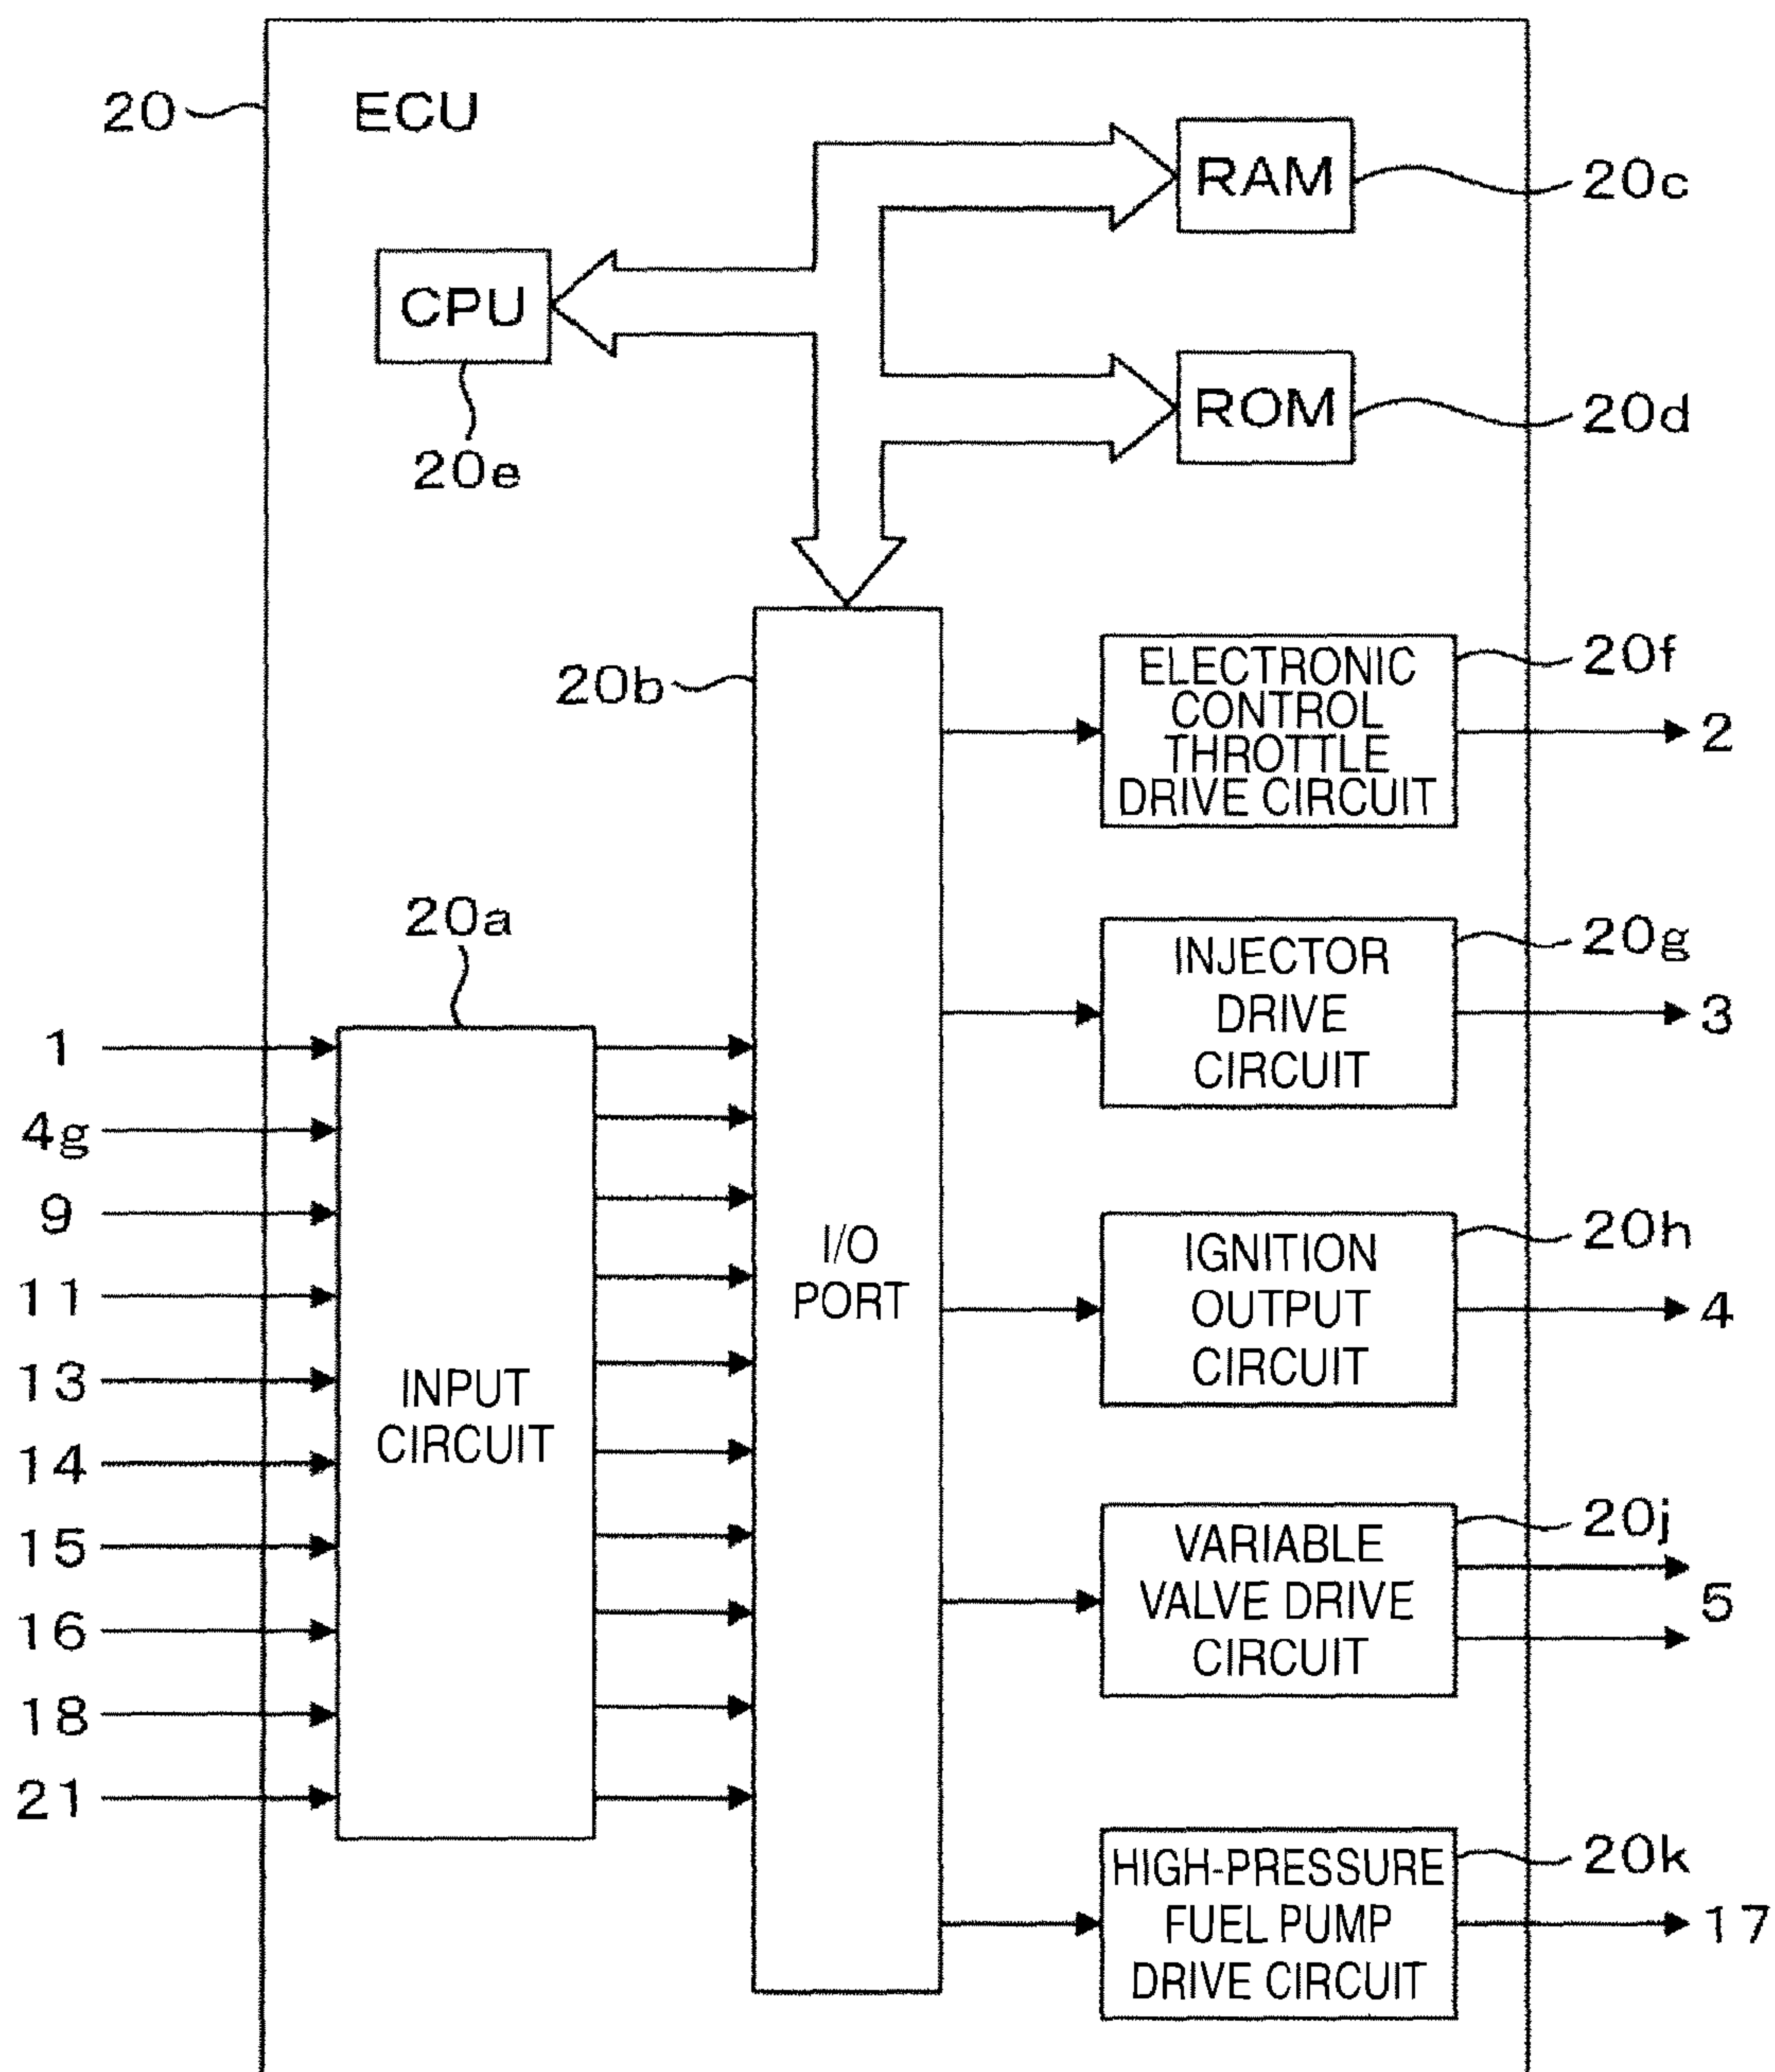 20
ECU
RAM
20c
CPU
20e
ROM
20d
20b
ELECTRONIC
CONTROL
THROTTLE
DRIVE CIRCUIT
20f
2
20a
INJECTOR
DRIVE
CIRCUIT
20g
3
1
4g
9
11
13
14
15
16
18
21
INPUT
CIRCUIT
I/O
PORT
IGNITION
OUTPUT
CIRCUIT
20h
4
VARIABLE
VALVE DRIVE
CIRCUIT
20j
5
HIGH-PRESSURE
FUEL PUMP
DRIVE CIRCUIT
20k
17